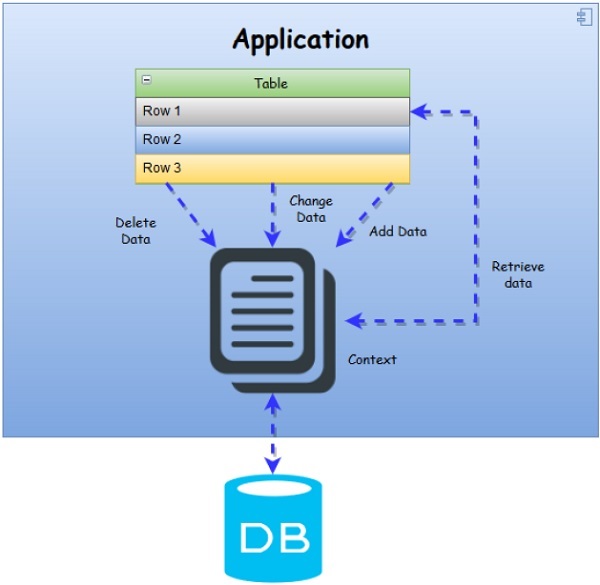 Application
Table
Row 1
Row 2
Row 3
Delete
Data
Change
Data
Add Data
Retrieve
data
Context
DB